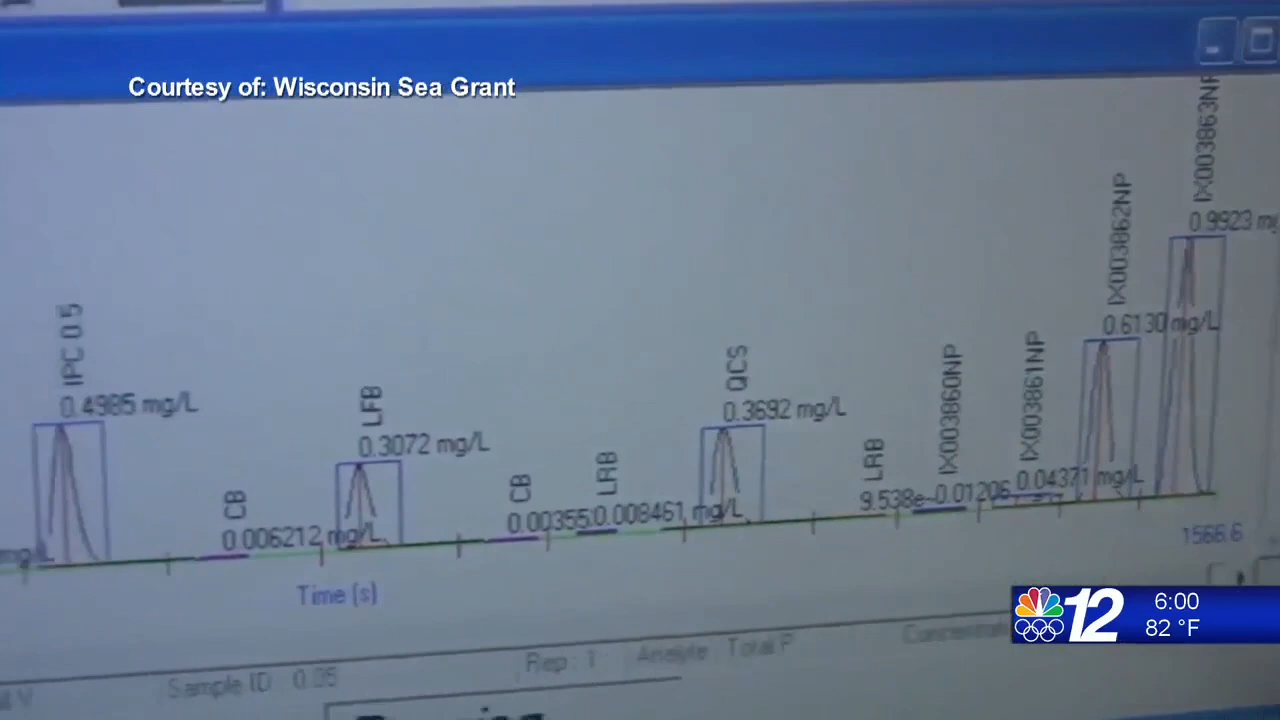 Courtesy of: Wisconsin Sea Grant
IX003863NP
0.9923
IX003862NP
0.6130 mg/L
IPC 0.5
0.4985 mg/L
LFB
0.3072 mg/L
QCS
0.3692 mg/L
IX003860NP
IX003861NP
CB
0.006212 mg/L
CB
0.00355
LRB
0.008461 mg/L
LRB
9.538e-
0.01206
0.04371 mg/L
mg/L
1566.6
Time (s)
12
6:00
82 °F
Rep: 1
Analyte: Total P
Sample ID 0.05